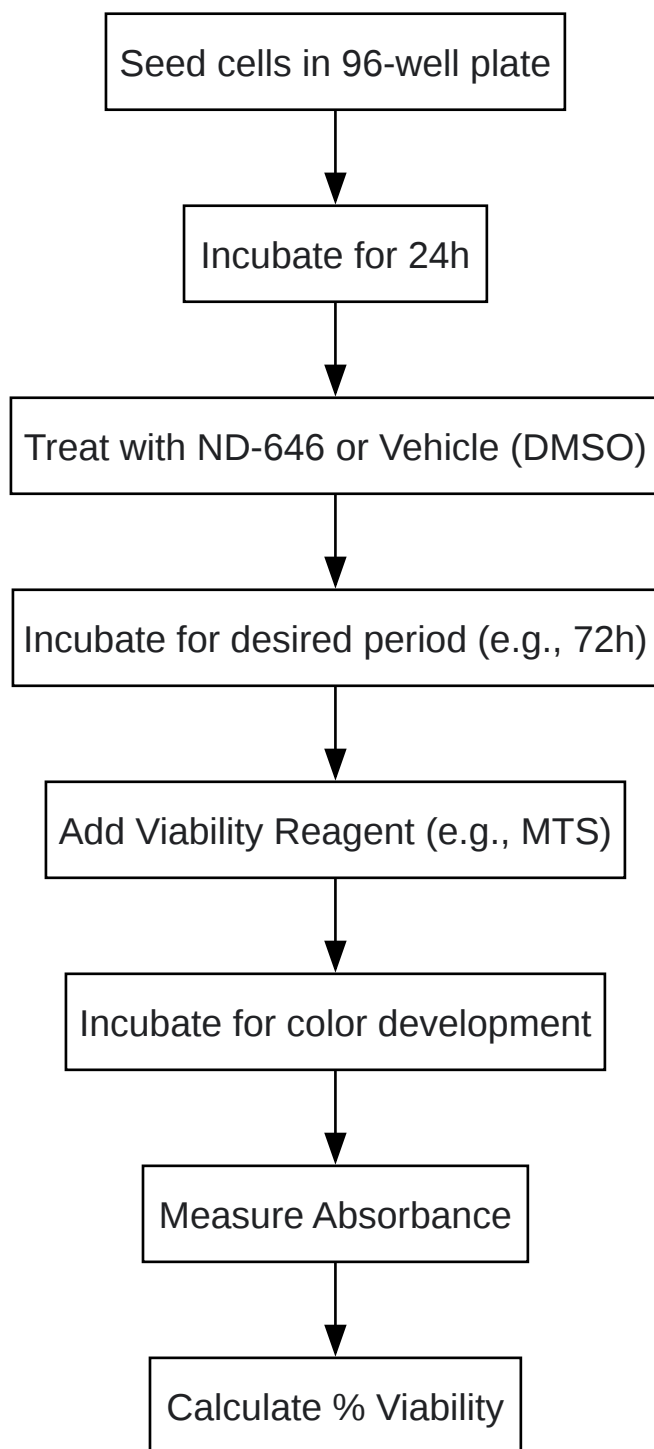 Seed cells in 96-well plate
Incubate for 24h
Treat with ND-646 or Vehicle (DMSO)
Incubate for desired period (e.g., 72h)
Add Viability Reagent (e.g., MTS)
Incubate for color development
Measure Absorbance
Calculate % Viability